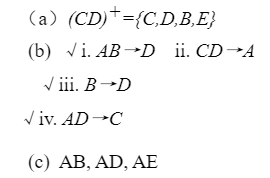 (a) (CD)⁺={C,D,B,E}
(b) √ i. AB→D ii. CD→A
√ iii. B→D
√ iv. AD→C
(c) AB, AD, AE